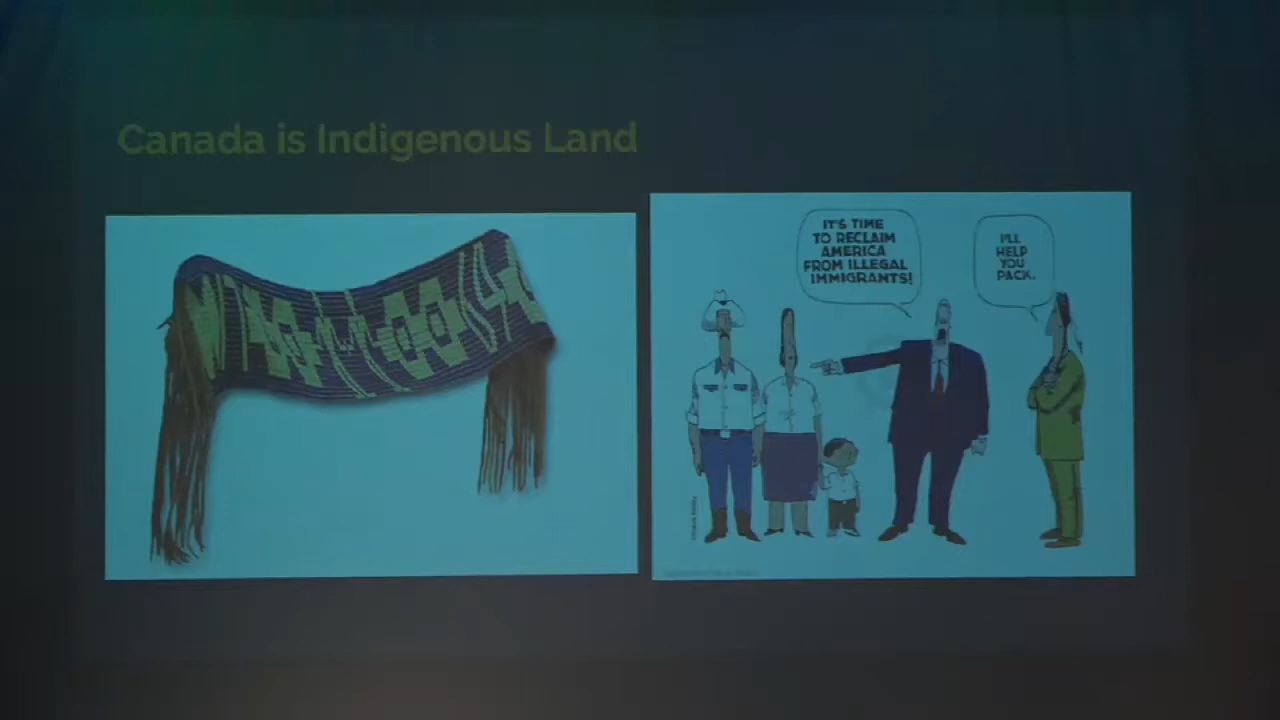 Canada is Indigenous Land
IT'S TIME
TO RECLAIM
AMERICA
FROM ILLEGAL
IMMIGRANTS!
I'LL
HELP
YOU
PACK.